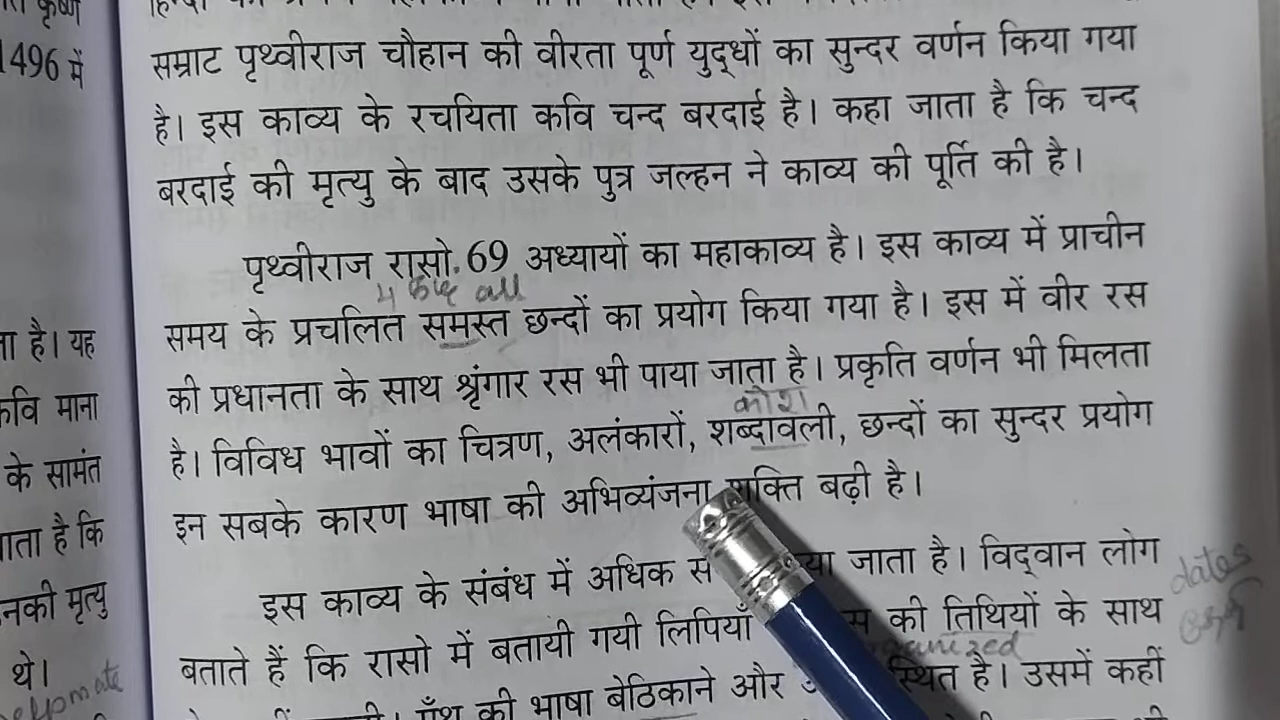 कृष्ण
1496 में
ता है। यह
कवि माना
के सामंत
जाता है कि
उनकी मृत्यु
थे।
सम्राट पृथ्वीराज चौहान की वीरता पूर्ण युद्धों का सुन्दर वर्णन किया गया
है। इस काव्य के रचयिता कवि चन्द बरदाई है। कहा जाता है कि चन्द
बरदाई की मृत्यु के बाद उसके पुत्र जल्हन ने काव्य की पूर्ति की है।
पृथ्वीराज रासो. 69 अध्यायों का महाकाव्य है। इस काव्य में प्राचीन
all
समय के प्रचलित समस्त छन्दों का प्रयोग किया गया है। इस में वीर रस
की प्रधानता के साथ श्रृंगार रस भी पाया जाता है। प्रकृति वर्णन भी मिलता
कोश
है। विविध भावों का चित्रण, अलंकारों, शब्दावली, छन्दों का सुन्दर प्रयोग
इन सबके कारण भाषा की अभिव्यंजना शक्ति बढ़ी है।
इस काव्य के संबंध में अधिक जाता है। विद्वान लोग
dates
बताते हैं कि रासो में बतायी गयी लिपियाँ की तिथियों के साथ
organized
की भाषा बेठिकाने और है। उसमें कहीं